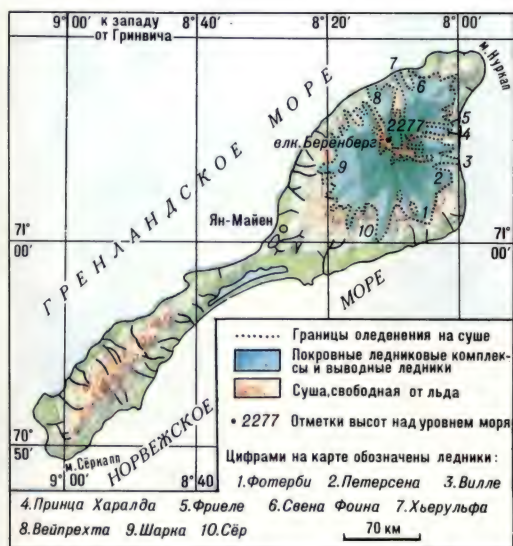 9° 00' к западу
от Гринвича
8° 40'
8° 20'
8° 00'
м.Нуркап
7
6
8
5
2277
4
влк.Беренберг
3
9
2
1
10
ГРЕНЛАНДСКОЕ МОРЕ
Ян-Майен
71°
00'
71°
00'
НОРВЕЖСКОЕ МОРЕ
70°
50'
м.Сёркапп
9° 00'
8° 40'
Границы оледенения на суше
Покровные ледниковые комплек-
сы и выводные ледники
Суша,свободная от льда
• 2277 Отметки высот над уровнем моря
Цифрами на карте обозначены ледники:
1.Фотерби 2.Петерсена 3.Вилле
4.Принца Харалда 5.Фриеле 6.Свена Фоина 7.Хьерульфа
8.Вейпрехта 9.Шарка 10.Сёр
70 км